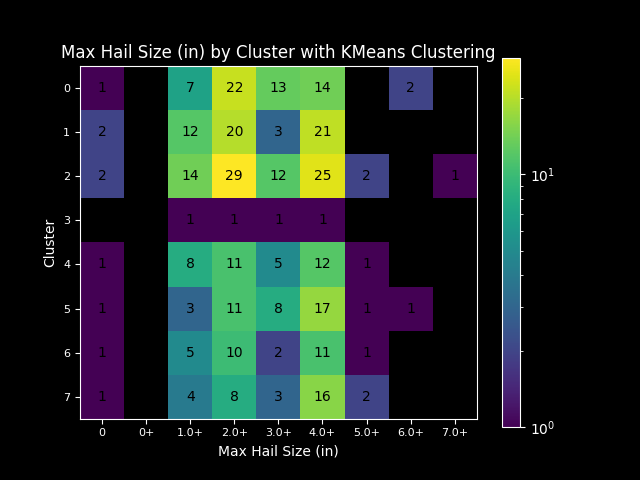 Max Hail Size (in) by Cluster with KMeans Clustering
0 1 7 22 13 14 2
1 2 12 20 3 21
2 2 14 29 12 25 2 1
3 1 1 1 1
4 1 8 11 5 12 1
5 1 3 11 8 17 1 1
6 1 5 10 2 11 1
7 1 4 8 3 16 2
0 0+ 1.0+ 2.0+ 3.0+ 4.0+ 5.0+ 6.0+ 7.0+
Max Hail Size (in)
Cluster
10¹
10⁰